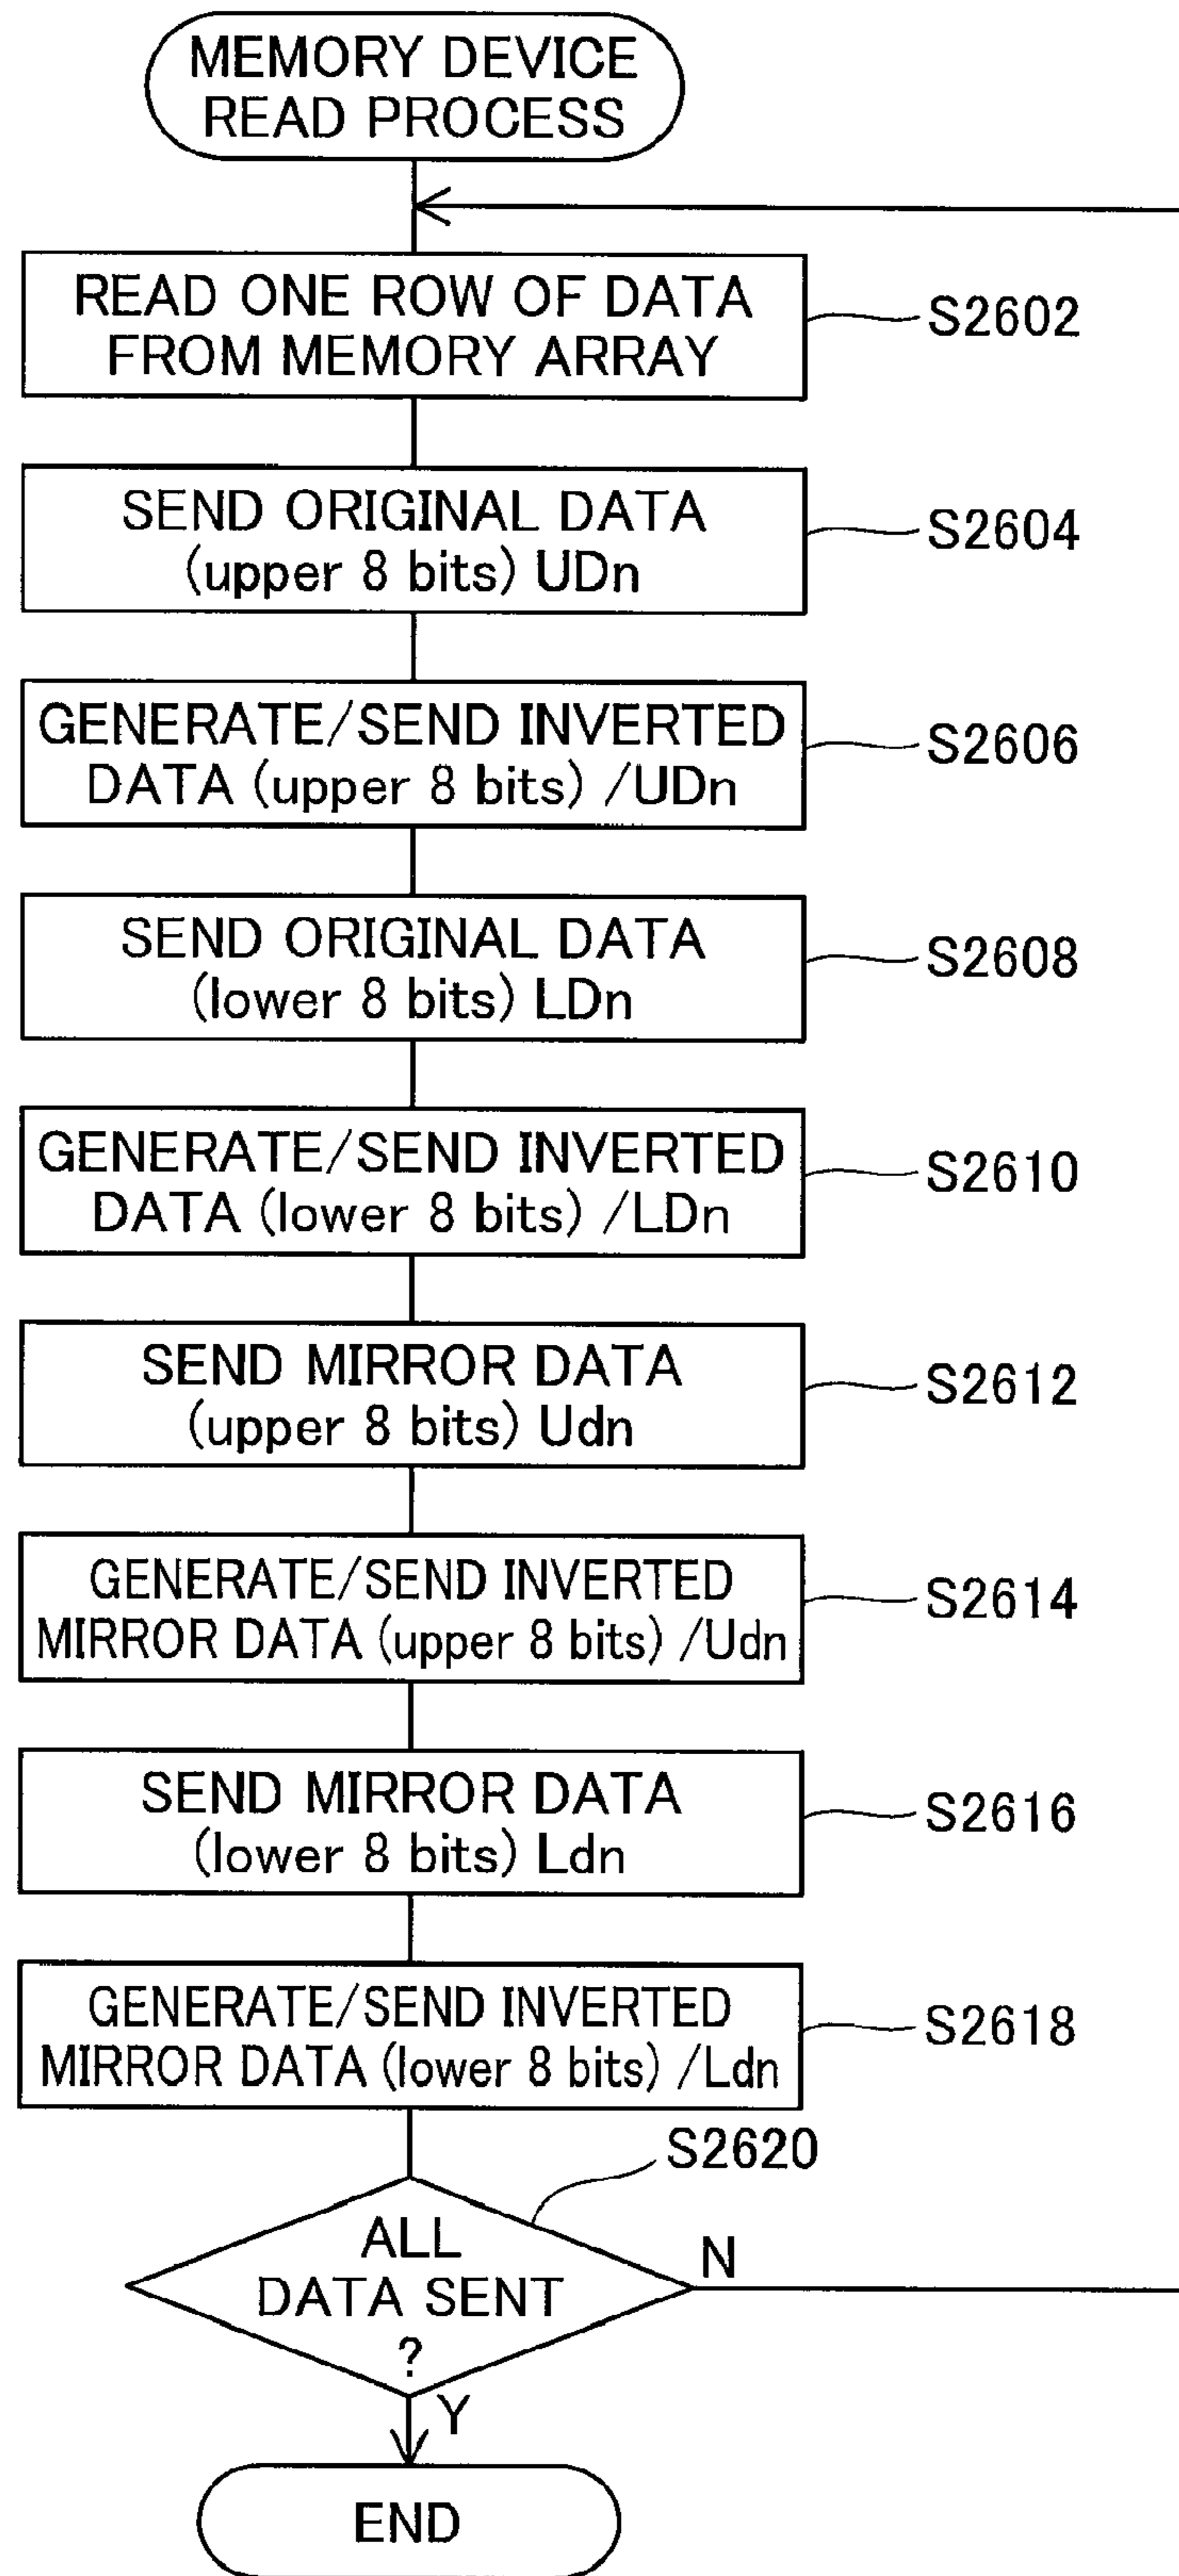 MEMORY DEVICE
READ PROCESS
READ ONE ROW OF DATA
FROM MEMORY ARRAY
S2602
SEND ORIGINAL DATA
(upper 8 bits) UDn
S2604
GENERATE/SEND INVERTED
DATA (upper 8 bits) /UDn
S2606
SEND ORIGINAL DATA
(lower 8 bits) LDn
S2608
GENERATE/SEND INVERTED
DATA (lower 8 bits) /LDn
S2610
SEND MIRROR DATA
(upper 8 bits) Udn
S2612
GENERATE/SEND INVERTED
MIRROR DATA (upper 8 bits) /Udn
S2614
SEND MIRROR DATA
(lower 8 bits) Ldn
S2616
GENERATE/SEND INVERTED
MIRROR DATA (lower 8 bits) /Ldn
S2618
S2620
ALL
DATA SENT
?
N
Y
END